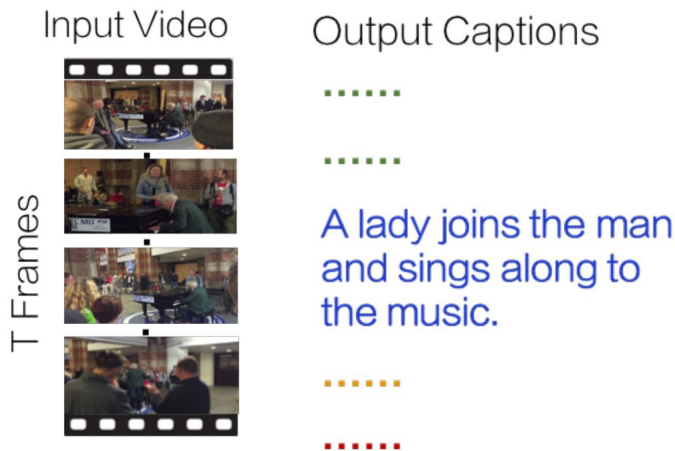 Input Video
Output Captions
T Frames
A lady joins the man
and sings along to
the music.